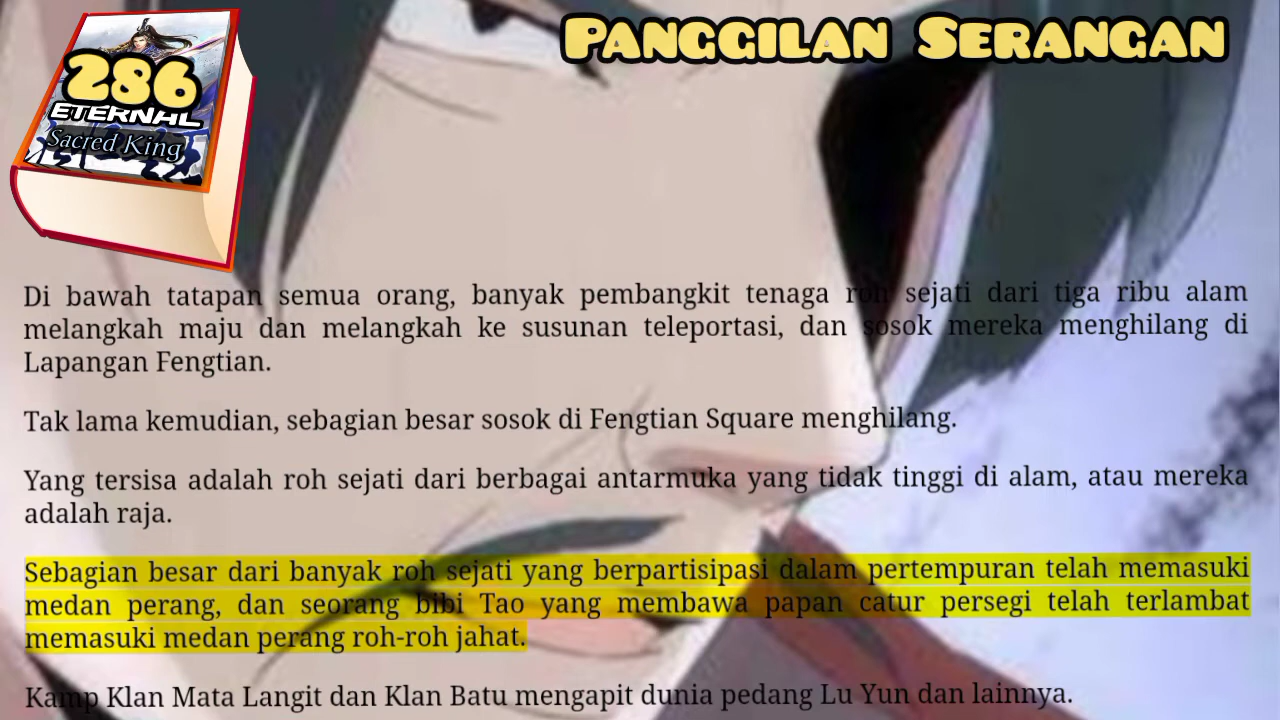 PANGGILAN SERANGAN
286
ETERNAL
Sacred King
Di bawah tatapan semua orang, banyak pembangkit tenaga roh sejati dari tiga ribu alam
melangkah maju dan melangkah ke susunan teleportasi, dan sosok mereka menghilang di
Lapangan Fengtian.
Tak lama kemudian, sebagian besar sosok di Fengtian Square menghilang.
Yang tersisa adalah roh sejati dari berbagai antarmuka yang tidak tinggi di alam, atau mereka
adalah raja.
Sebagian besar dari banyak roh sejati yang berpartisipasi dalam pertempuran telah memasuki
medan perang, dan seorang bibi Tao yang membawa papan catur persegi telah terlambat
memasuki medan perang roh-roh jahat.
Kamp Klan Mata Langit dan Klan Batu mengapit dunia pedang Lu Yun dan lainnya.